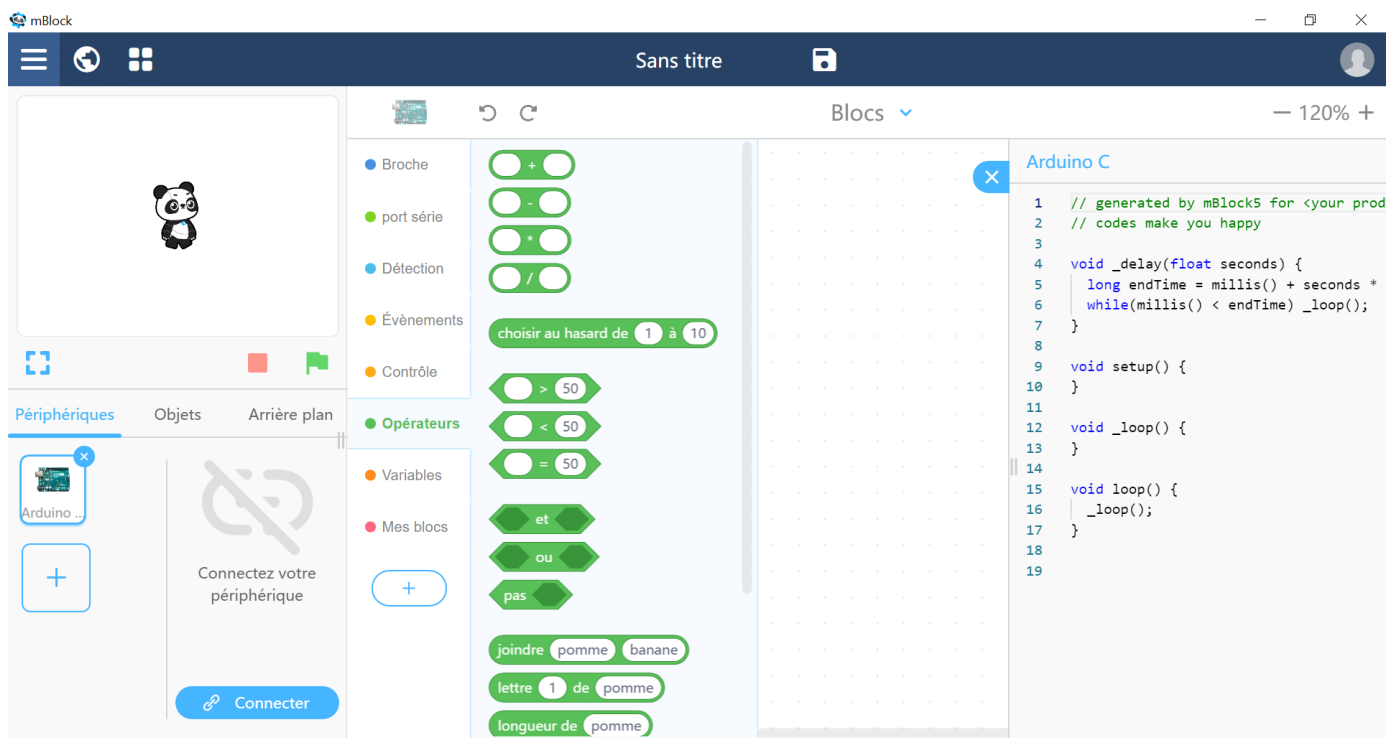 mBlock
Sans titre
Blocs
120%
Périphériques Objets Arrière plan
Arduino ...
Connectez votre
périphérique
Connecter
Broche
port série
Détection
Évènements
Contrôle
Opérateurs
Variables
Mes blocs
+
-
*
/
choisir au hasard de 1 à 10
> 50
< 50
= 50
et
ou
pas
joindre pomme banane
lettre 1 de pomme
longueur de pomme
Arduino C
1 // generated by mBlock5 for <your prod
2 // codes make you happy
3
4 void _delay(float seconds) {
5 long endTime = millis() + seconds *
6 while(millis() < endTime) _loop();
7 }
8
9 void setup() {
10 }
11
12 void _loop() {
13 }
14
15 void loop() {
16 _loop();
17 }
18
19